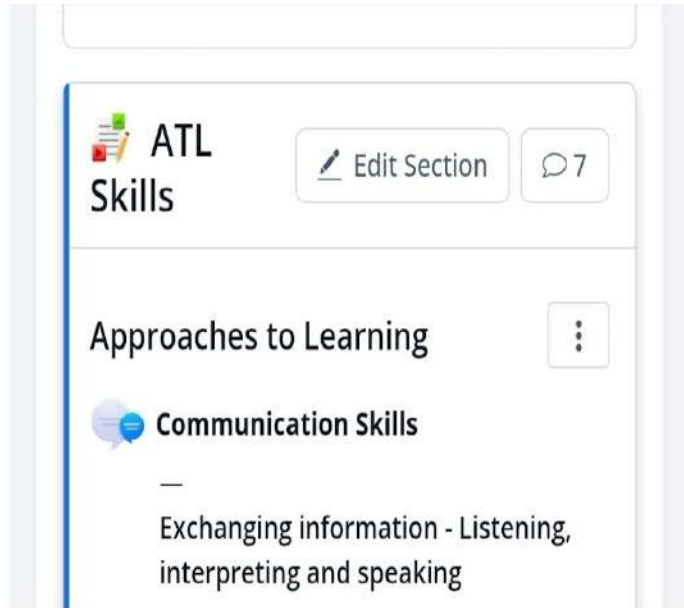 ATL
Skills
Edit Section
7
Approaches to Learning
Communication Skills
—
Exchanging information - Listening,
interpreting and speaking